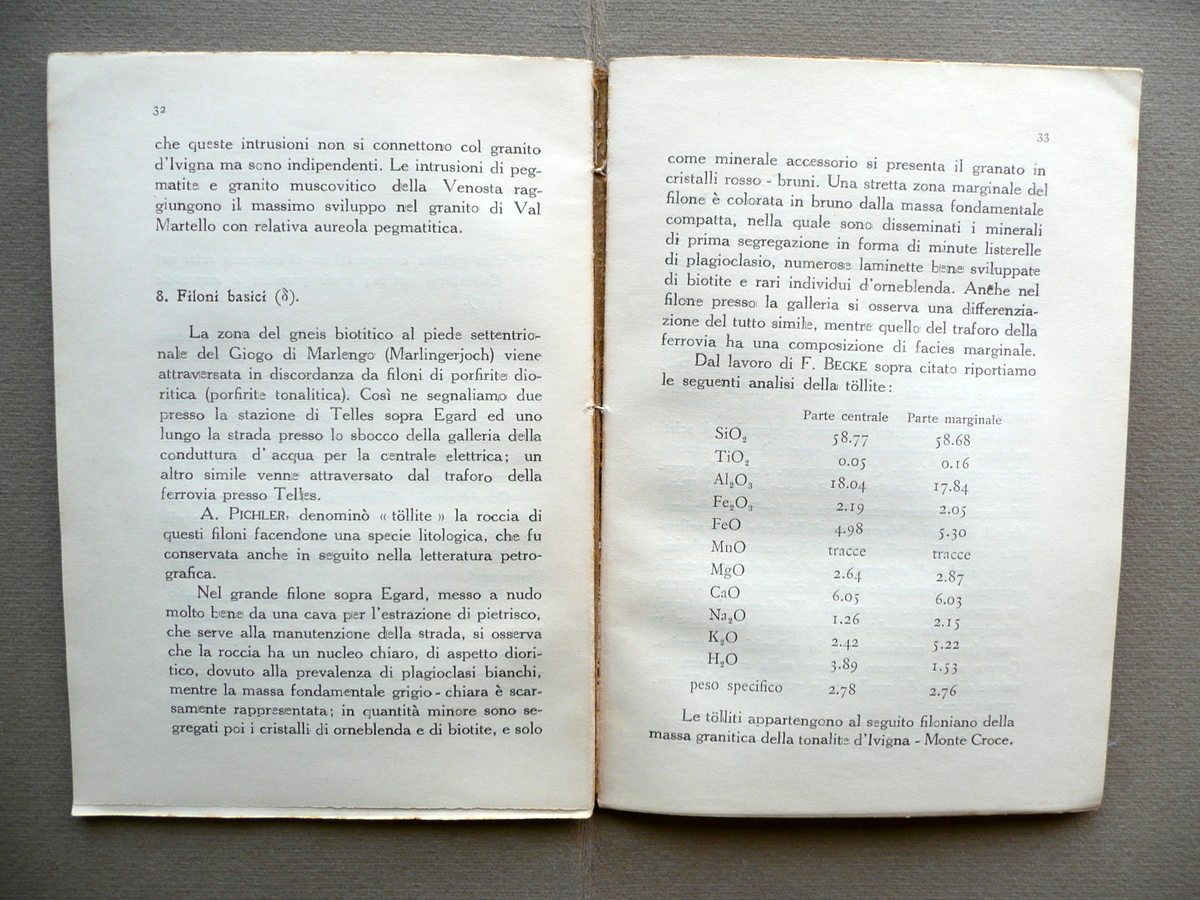 32
che queste intrusioni non si connettono col granito
d'Ivigna ma sono indipendenti. Le intrusioni di peg-
matite e granito muscovitico della Venosta rag-
giungono il massimo sviluppo nel granito di Val
Martello con relativa aureola pegmatitica.
8. Filoni basici (δ).
La zona del gneis biotitico al piede settentrio-
nale del Giogo di Marlengo (Marlingerjoch) viene
attraversata in discordanza da filoni di porfirite dio-
ritica (porfirite tonalitica). Così ne segnaliamo due
presso la stazione di Telles sopra Egard ed uno
lungo la strada presso lo sbocco della galleria della
conduttura d' acqua per la centrale elettrica; un
altro simile venne attraversato dal traforo della
ferrovia presso Telles.
A. PICHLER, denominò « töllite » la roccia di
questi filoni facendone una specie litologica, che fu
conservata anche in seguito nella letteratura petro-
grafica.
Nel grande filone sopra Egard, messo a nudo
molto bene da una cava per l'estrazione di pietrisco,
che serve alla manutenzione della strada, si osserva
che la roccia ha un nucleo chiaro, di aspetto diori-
tico, dovuto alla prevalenza di plagioclasi bianchi,
mentre la massa fondamentale grigio - chiara è scar-
samente rappresentata; in quantità minore sono se-
gregati poi i cristalli di orneblenda e di biotite, e solo
33
come minerale accessorio si presenta il granato in
cristalli rosso - bruni. Una stretta zona marginale del
filone è colorata in bruno dalla massa fondamentale
compatta, nella quale sono disseminati i minerali
di prima segregazione in forma di minute listerelle
di plagioclasio, numerose laminette bene sviluppate
di biotite e rari individui d'orneblenda. Anche nel
filone presso la galleria si osserva una differenzia-
zione del tutto simile, mentre quello del traforo della
ferrovia ha una composizione di facies marginale.
Dal lavoro di F. BECKE sopra citato riportiamo
le seguenti analisi della töllite:
Parte centrale Parte marginale
SiO₂ 58.77 58.68
TiO₂ 0.05 0.16
Al₂O₃ 18.04 17.84
Fe₂O₃ 2.19 2.05
FeO 4.98 5.30
MnO tracce tracce
MgO 2.64 2.87
CaO 6.05 6.03
Na₂O 1.26 2.15
K₂O 2.42 5.22
H₂O 3.89 1.53
peso specifico 2.78 2.76
Le tölliti appartengono al seguito filoniano della
massa granitica della tonalite d'Ivigna - Monte Croce,